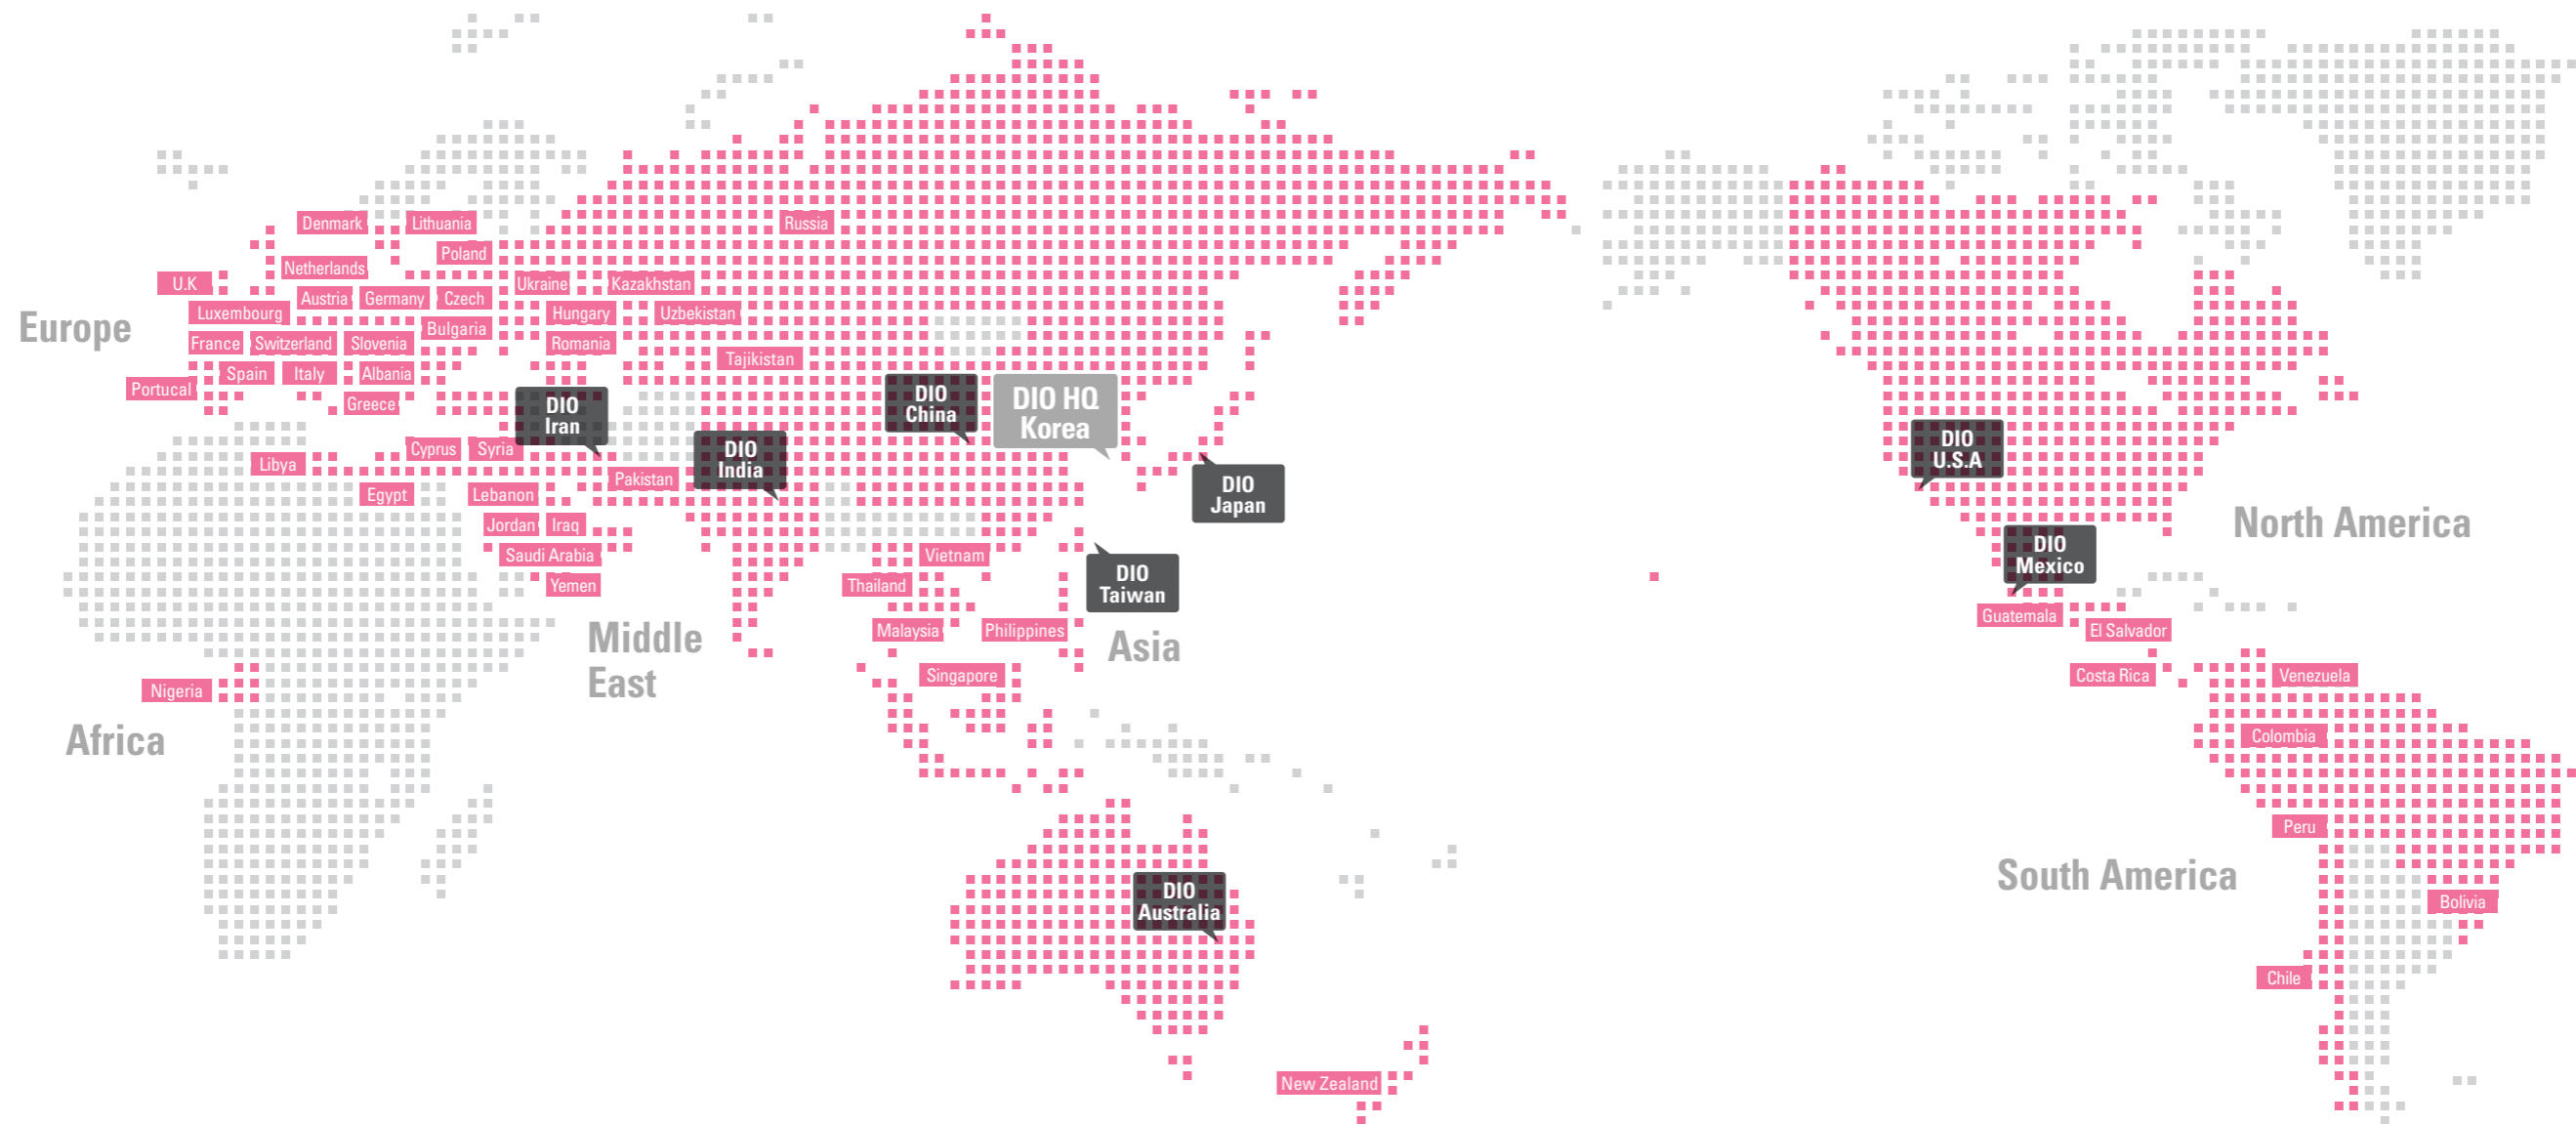 Denmark
Lithuania
Russia
Poland
Netherlands
U.K
Ukraine
Kazakhstan
Austria
Germany
Czech
Luxembourg
Hungary
Uzbekistan
Europe
Bulgaria
France
Switzerland
Slovenia
Romania
Tajikistan
Spain
Italy
Albania
Portucal
Greece
DIO
Iran
DIO
China
DIO HQ
Korea
DIO
India
DIO
U.S.A
Cyprus
Syria
Libya
Pakistan
Egypt
Lebanon
DIO
Japan
Jordan
Iraq
North America
Saudi Arabia
Vietnam
DIO
Mexico
Yemen
Thailand
DIO
Taiwan
Guatemala
Middle
East
Malaysia
Philippines
Asia
El Salvador
Singapore
Costa Rica
Venezuela
Nigeria
Africa
Colombia
Peru
South America
DIO
Australia
Bolivia
Chile
New Zealand